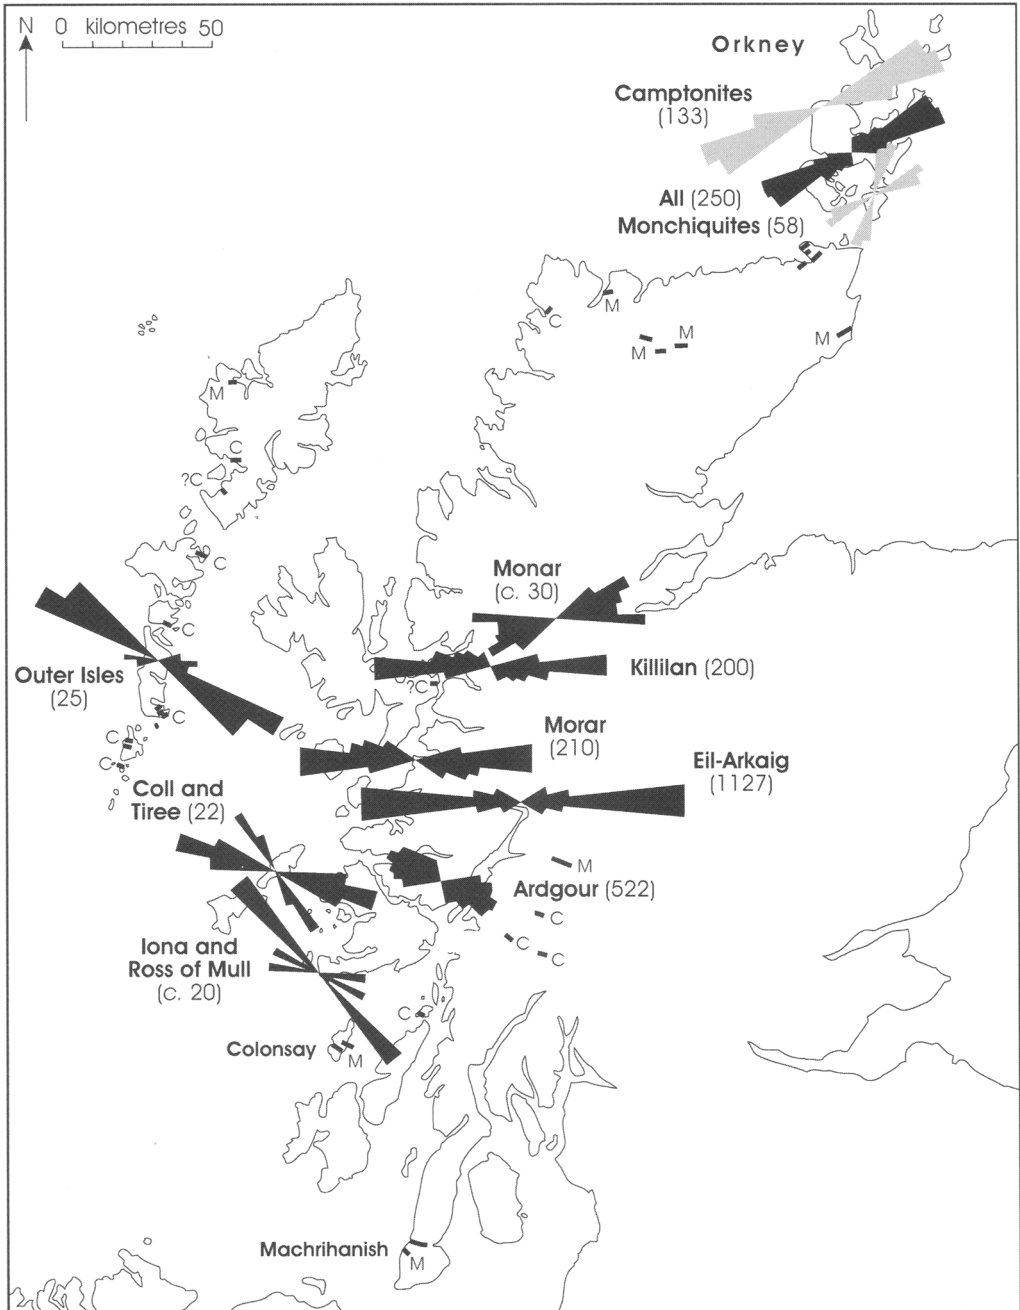 N 0 kilometres 50
Orkney
Camptonites
(133)
All (250)
Monchiquites (58)
M
C
M
M
M
M
C
?C
C
Monar
(c. 30)
C
Outer Isles
(25)
Killilan (200)
?C
C
Morar
(210)
C
C
Eil-Arkaig
(1127)
Coll and
Tiree (22)
M
Ardgour (522)
C
C
C
Iona and
Ross of Mull
(c. 20)
C
Colonsay
M
Machrihanish
M